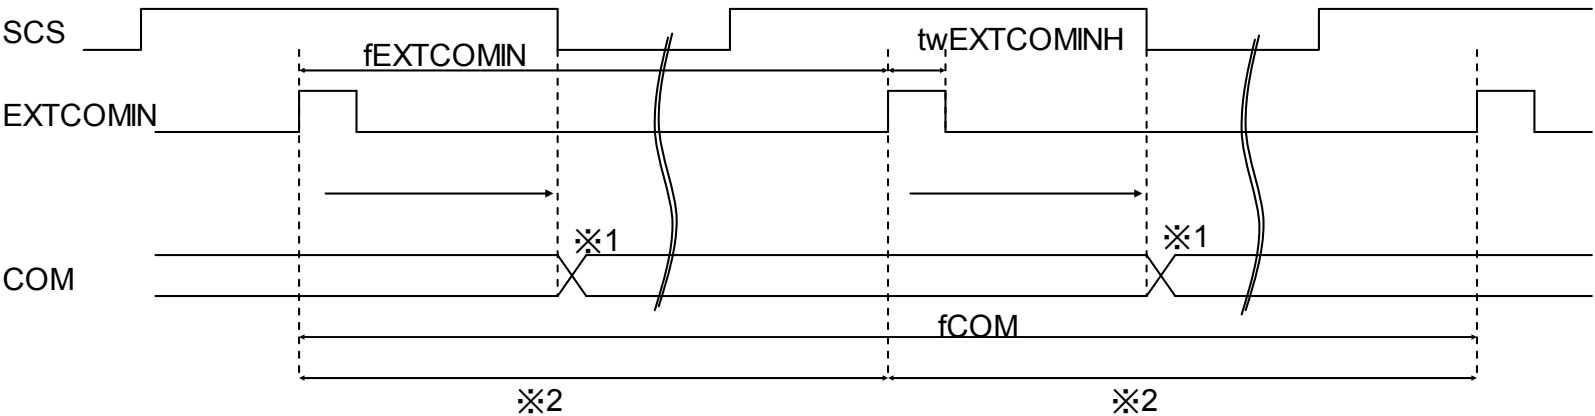 SCS
fEXTCOMIN
twEXTCOMINH
EXTCOMIN
※1
※1
COM
fCOM
※2
※2